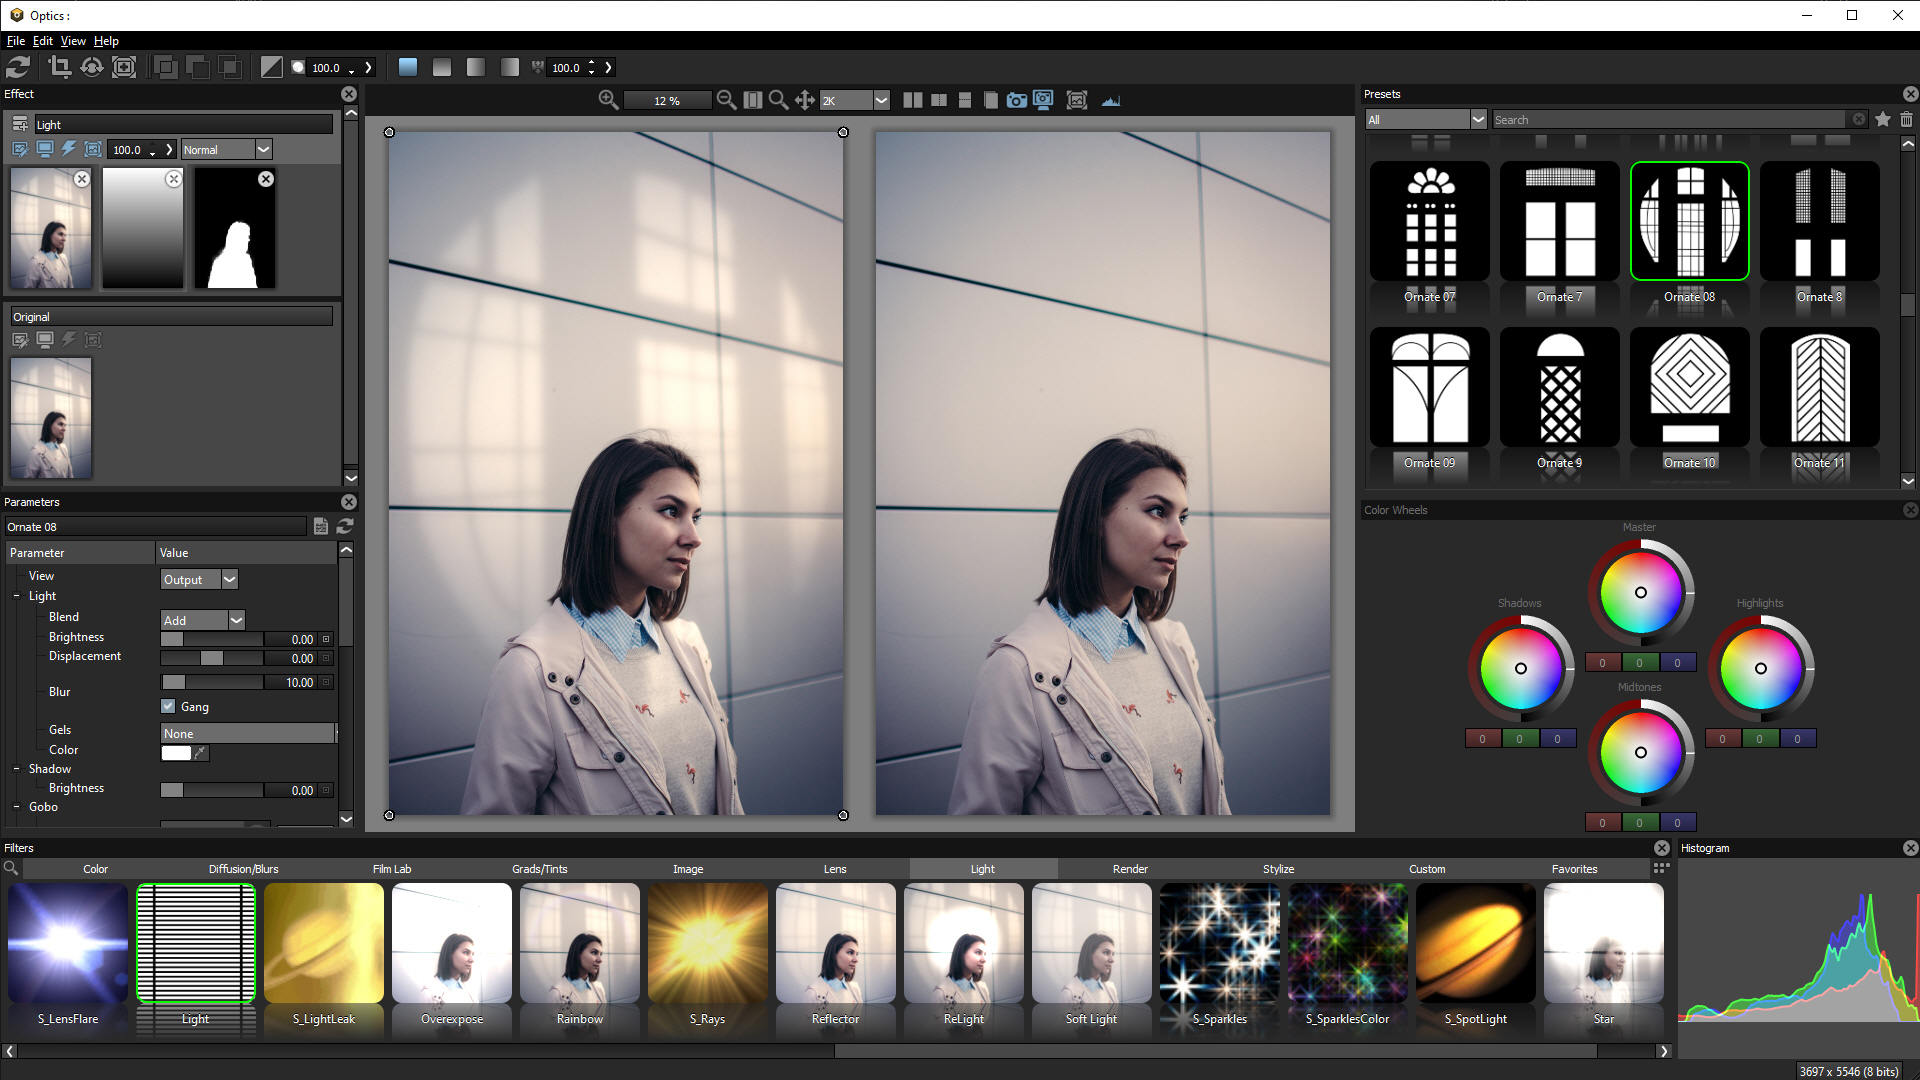 Optics :
File Edit View Help
100.0
100.0
Effect
Light
100.0 Normal
Original
12 %
2K
Presets
All
Search
Ornate 07
Ornate 7
Ornate 08
Ornate 8
Ornate 09
Ornate 9
Ornate 10
Ornate 11
Parameters
Ornate 08
Parameter Value
View Output
Light
Blend Add
Brightness 0.00
Displacement 0.00
Blur 10.00
Gang
Gels None
Color
Shadow
Brightness 0.00
Gobo
Color Wheels
Master
0 0 0
Shadows
0 0 0
Highlights
0 0 0
Midtones
0 0 0
Filters
Color Diffusion/Blurs Film Lab Grads/Tints Image Lens Light Render Stylize Custom Favorites
S_LensFlare
Light
S_LightLeak
Overexpose
Rainbow
S_Rays
Reflector
ReLight
Soft Light
S_Sparkles
S_SparklesColor
S_SpotLight
Star
Histogram
3697 x 5546 (8 bits)